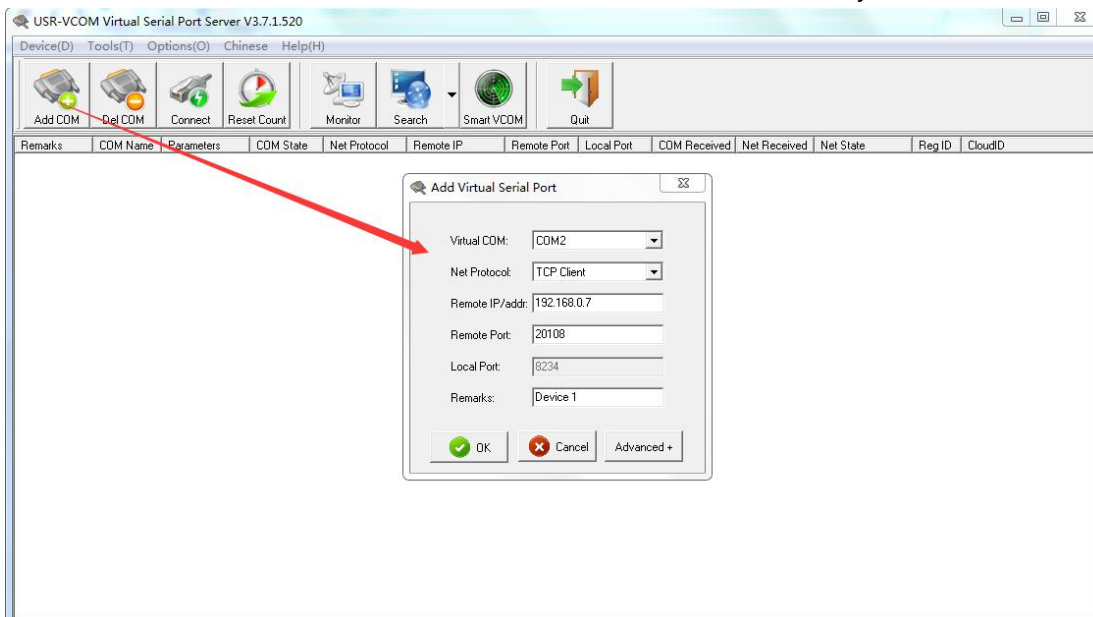 USR-VCOM Virtual Serial Port Server V3.7.1.520
Device(D) Tools(T) Options(O) Chinese Help(H)
Add COM Del COM Connect Reset Count Monitor Search Smart VCOM Quit
Remarks COM Name Parameters COM State Net Protocol Remote IP Remote Port Local Port COM Received Net Received Net State Reg ID CloudID
Add Virtual Serial Port
Virtual COM: COM2
Net Protocol: TCP Client
Remote IP/addr: 192.168.0.7
Remote Port: 20108
Local Port: 8234
Remarks: Device 1
OK Cancel Advanced +